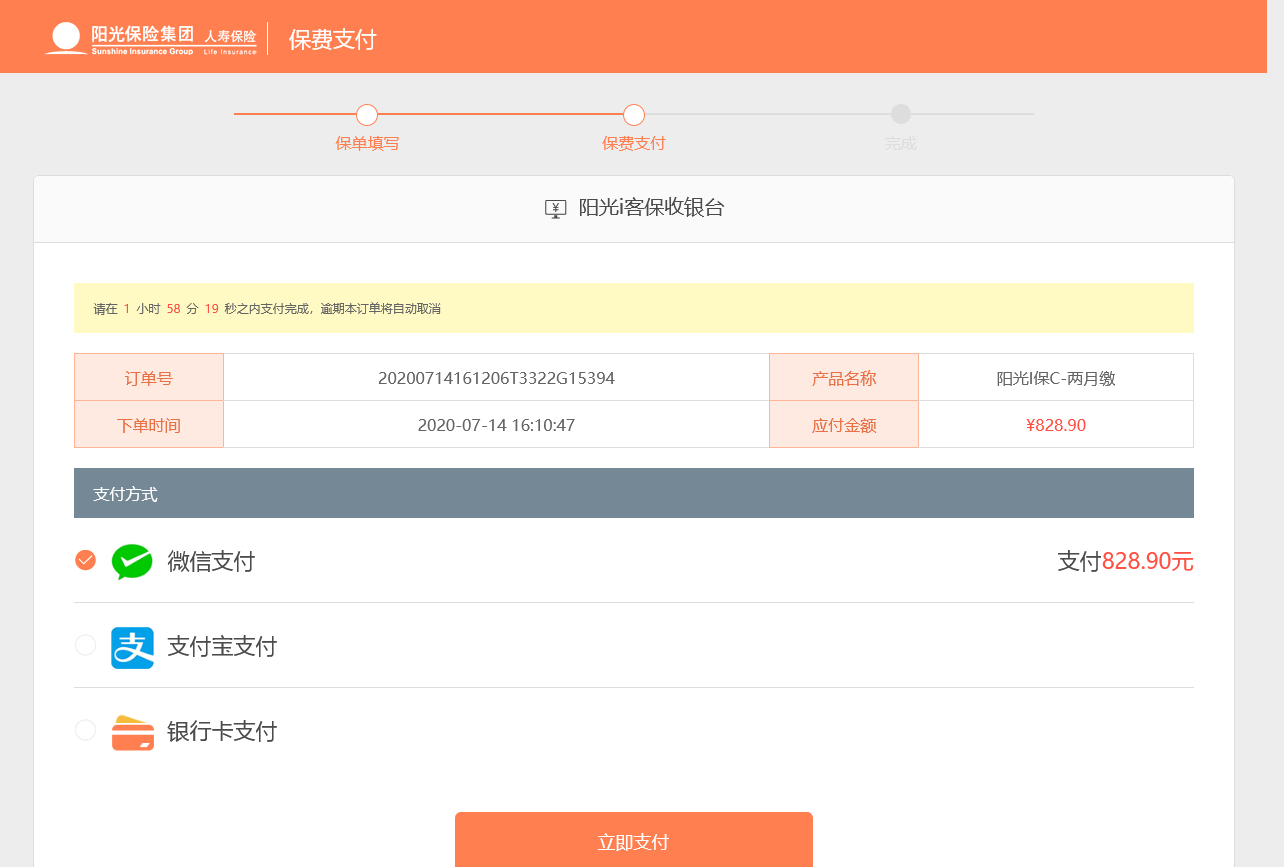 阳光保险集团 人寿保险
Sunshine Insurance Group Life Insurance
保费支付
保单填写 保费支付 完成
阳光i客保收银台
请在 1 小时 58 分 19 秒之内支付完成，逾期本订单将自动取消
订单号 20200714161206T3322G15394 产品名称 阳光I保C-两月缴
下单时间 2020-07-14 16:10:47 应付金额 ¥828.90
支付方式
微信支付 支付828.90元
支付宝支付
银行卡支付
立即支付